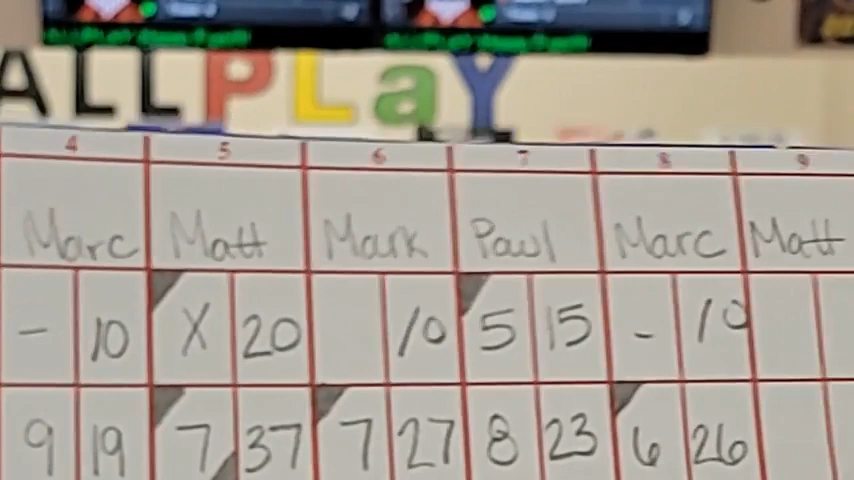 ALLPLaY
4 5 6 7 8 9
Marc Matt Mark Paul Marc Matt
- 10 X 20 10 5 15 - 10
9 19 7 37 7 27 8 23 6 26